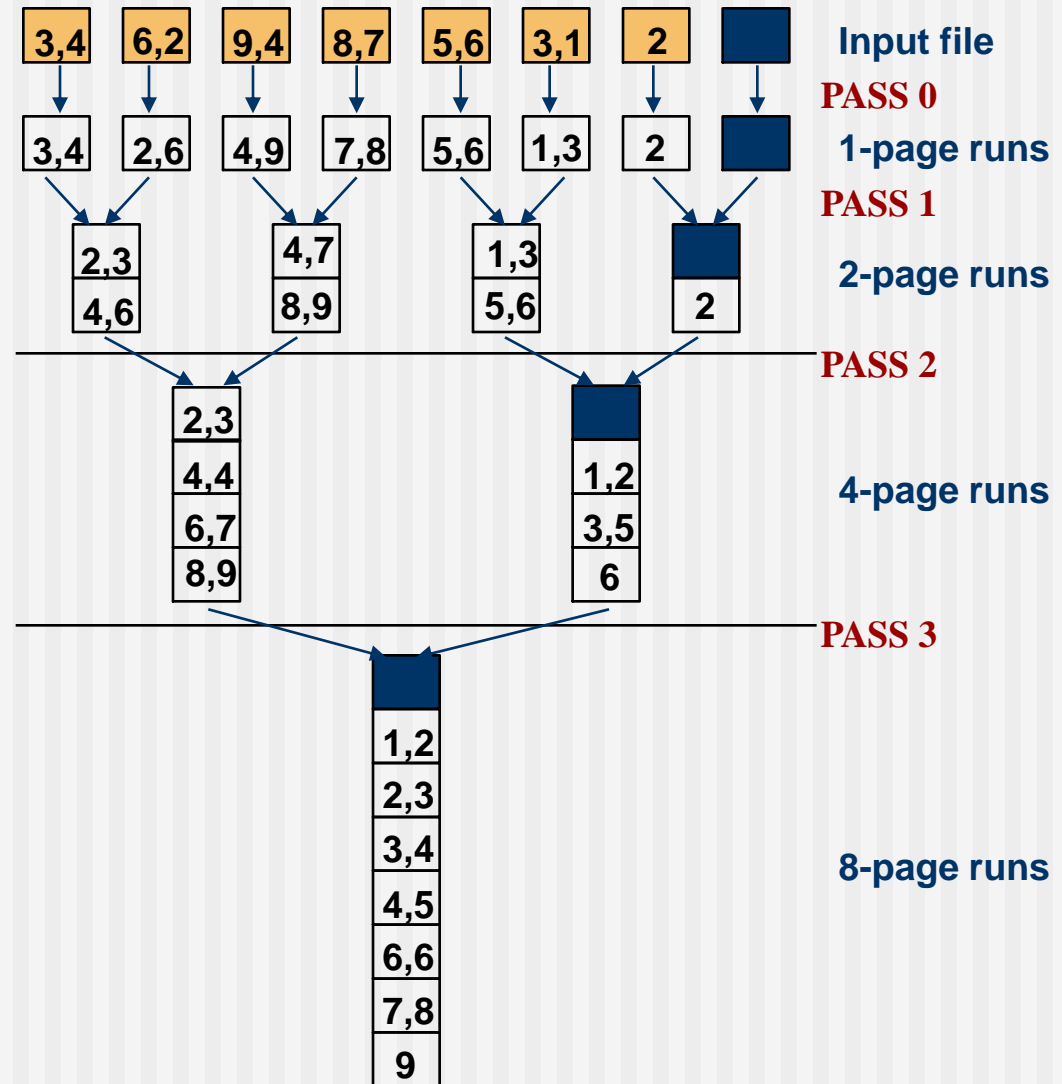 3,4 6,2 9,4 8,7 5,6 3,1 2 Input file
PASS 0
3,4 2,6 4,9 7,8 5,6 1,3 2 1-page runs
PASS 1
2,3 4,7 1,3
2-page runs
4,6 8,9 5,6 2
PASS 2
2,3
4,4 1,2
4-page runs
6,7 3,5
8,9 6
PASS 3
1,2
2,3
3,4
8-page runs
4,5
6,6
7,8
9